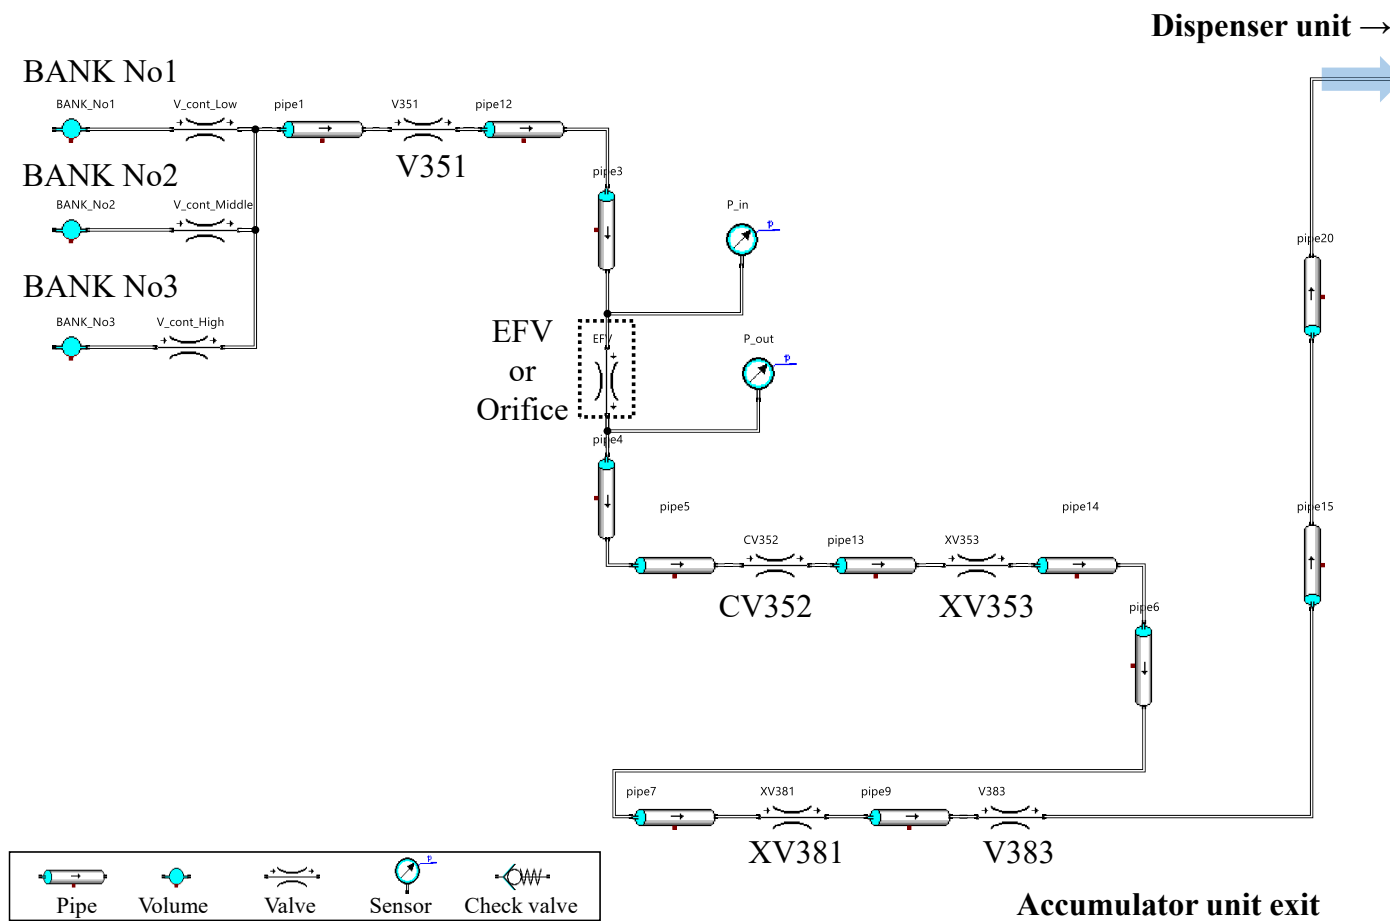 Dispenser unit →
BANK No1
BANK_No1
V_cont_Low
pipe1
V351
pipe12
V351
BANK No2
pipe3
BANK_No2
V_cont_Middle
P_in
p
pipe20
BANK No3
BANK_No3
V_cont_High
EFV
or
Orifice
EFV
P_out
p
pipe4
pipe5
pipe14
pipe15
CV352
pipe13
XV353
CV352
XV353
pipe6
pipe7
XV381
pipe9
V383
XV381
V383
p
Pipe
Volume
Valve
Sensor
Check valve
Accumulator unit exit